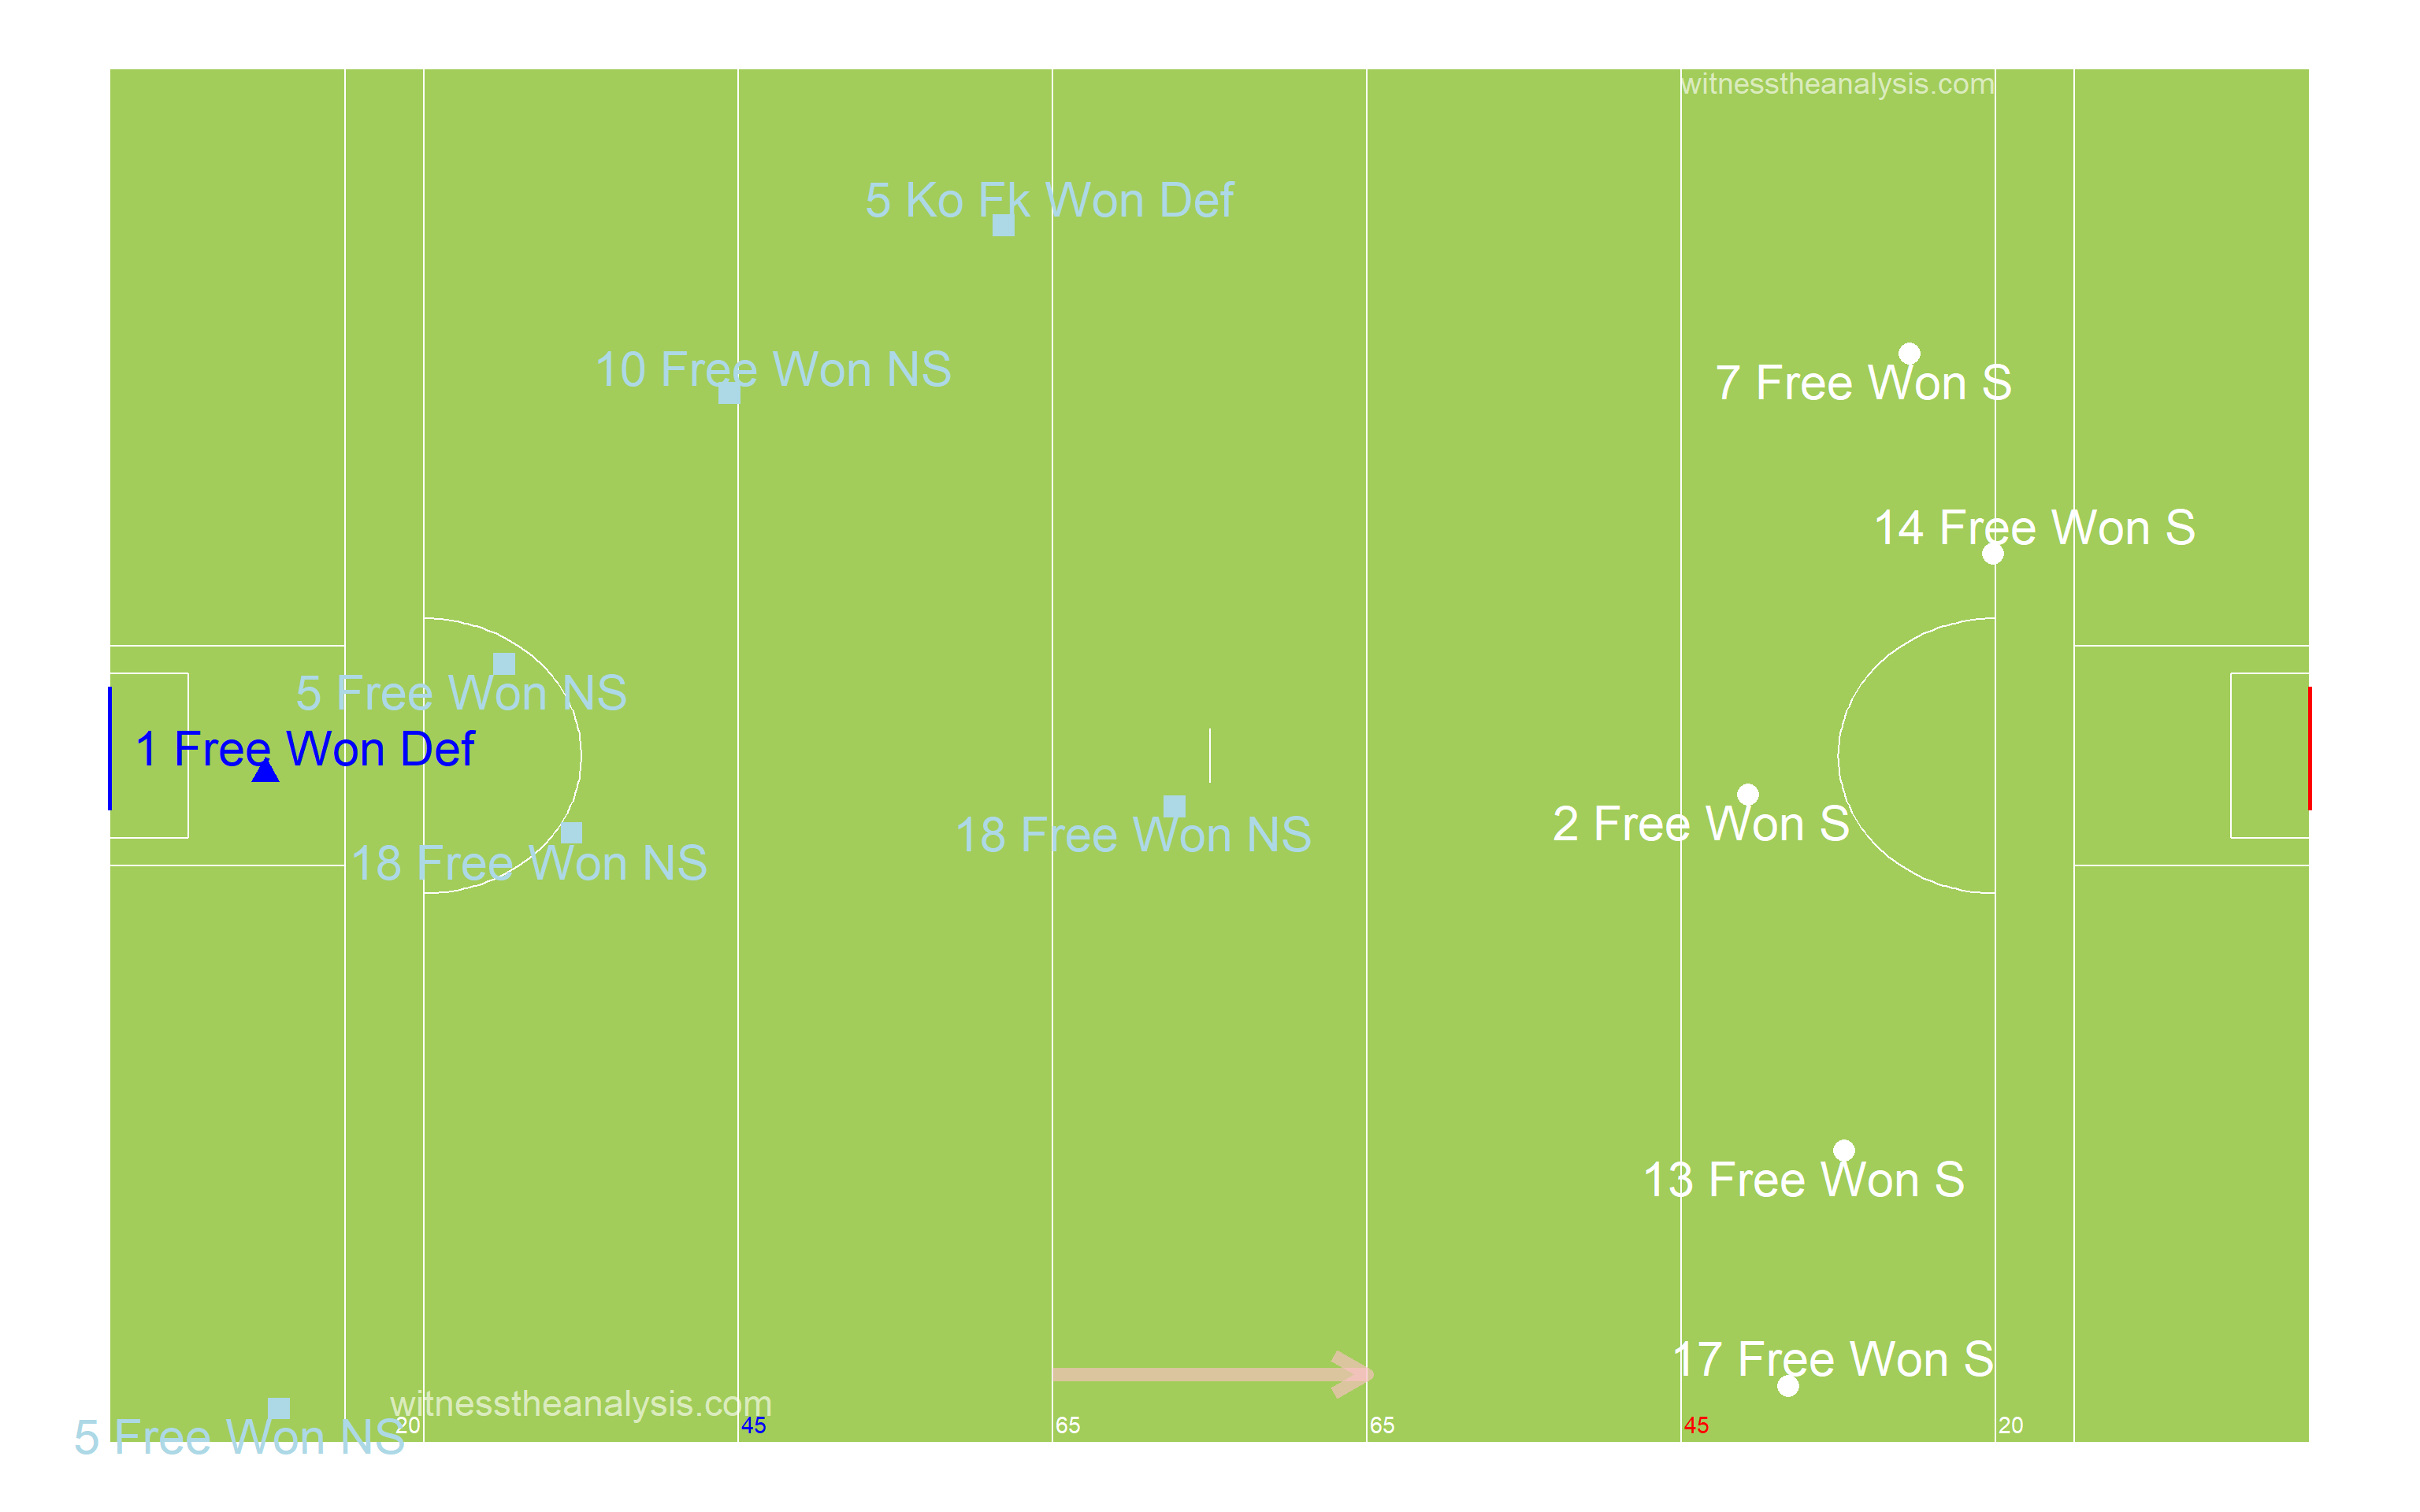 witnesstheanalysis.com
5 Ko Fk Won Def
10 Free Won NS
7 Free Won S
14 Free Won S
5 Free Won NS
1 Free Won Def
18 Free Won NS
18 Free Won NS
2 Free Won S
13 Free Won S
17 Free Won S
witnesstheanalysis.com
5 Free Won NS
20
45
65
65
45
20